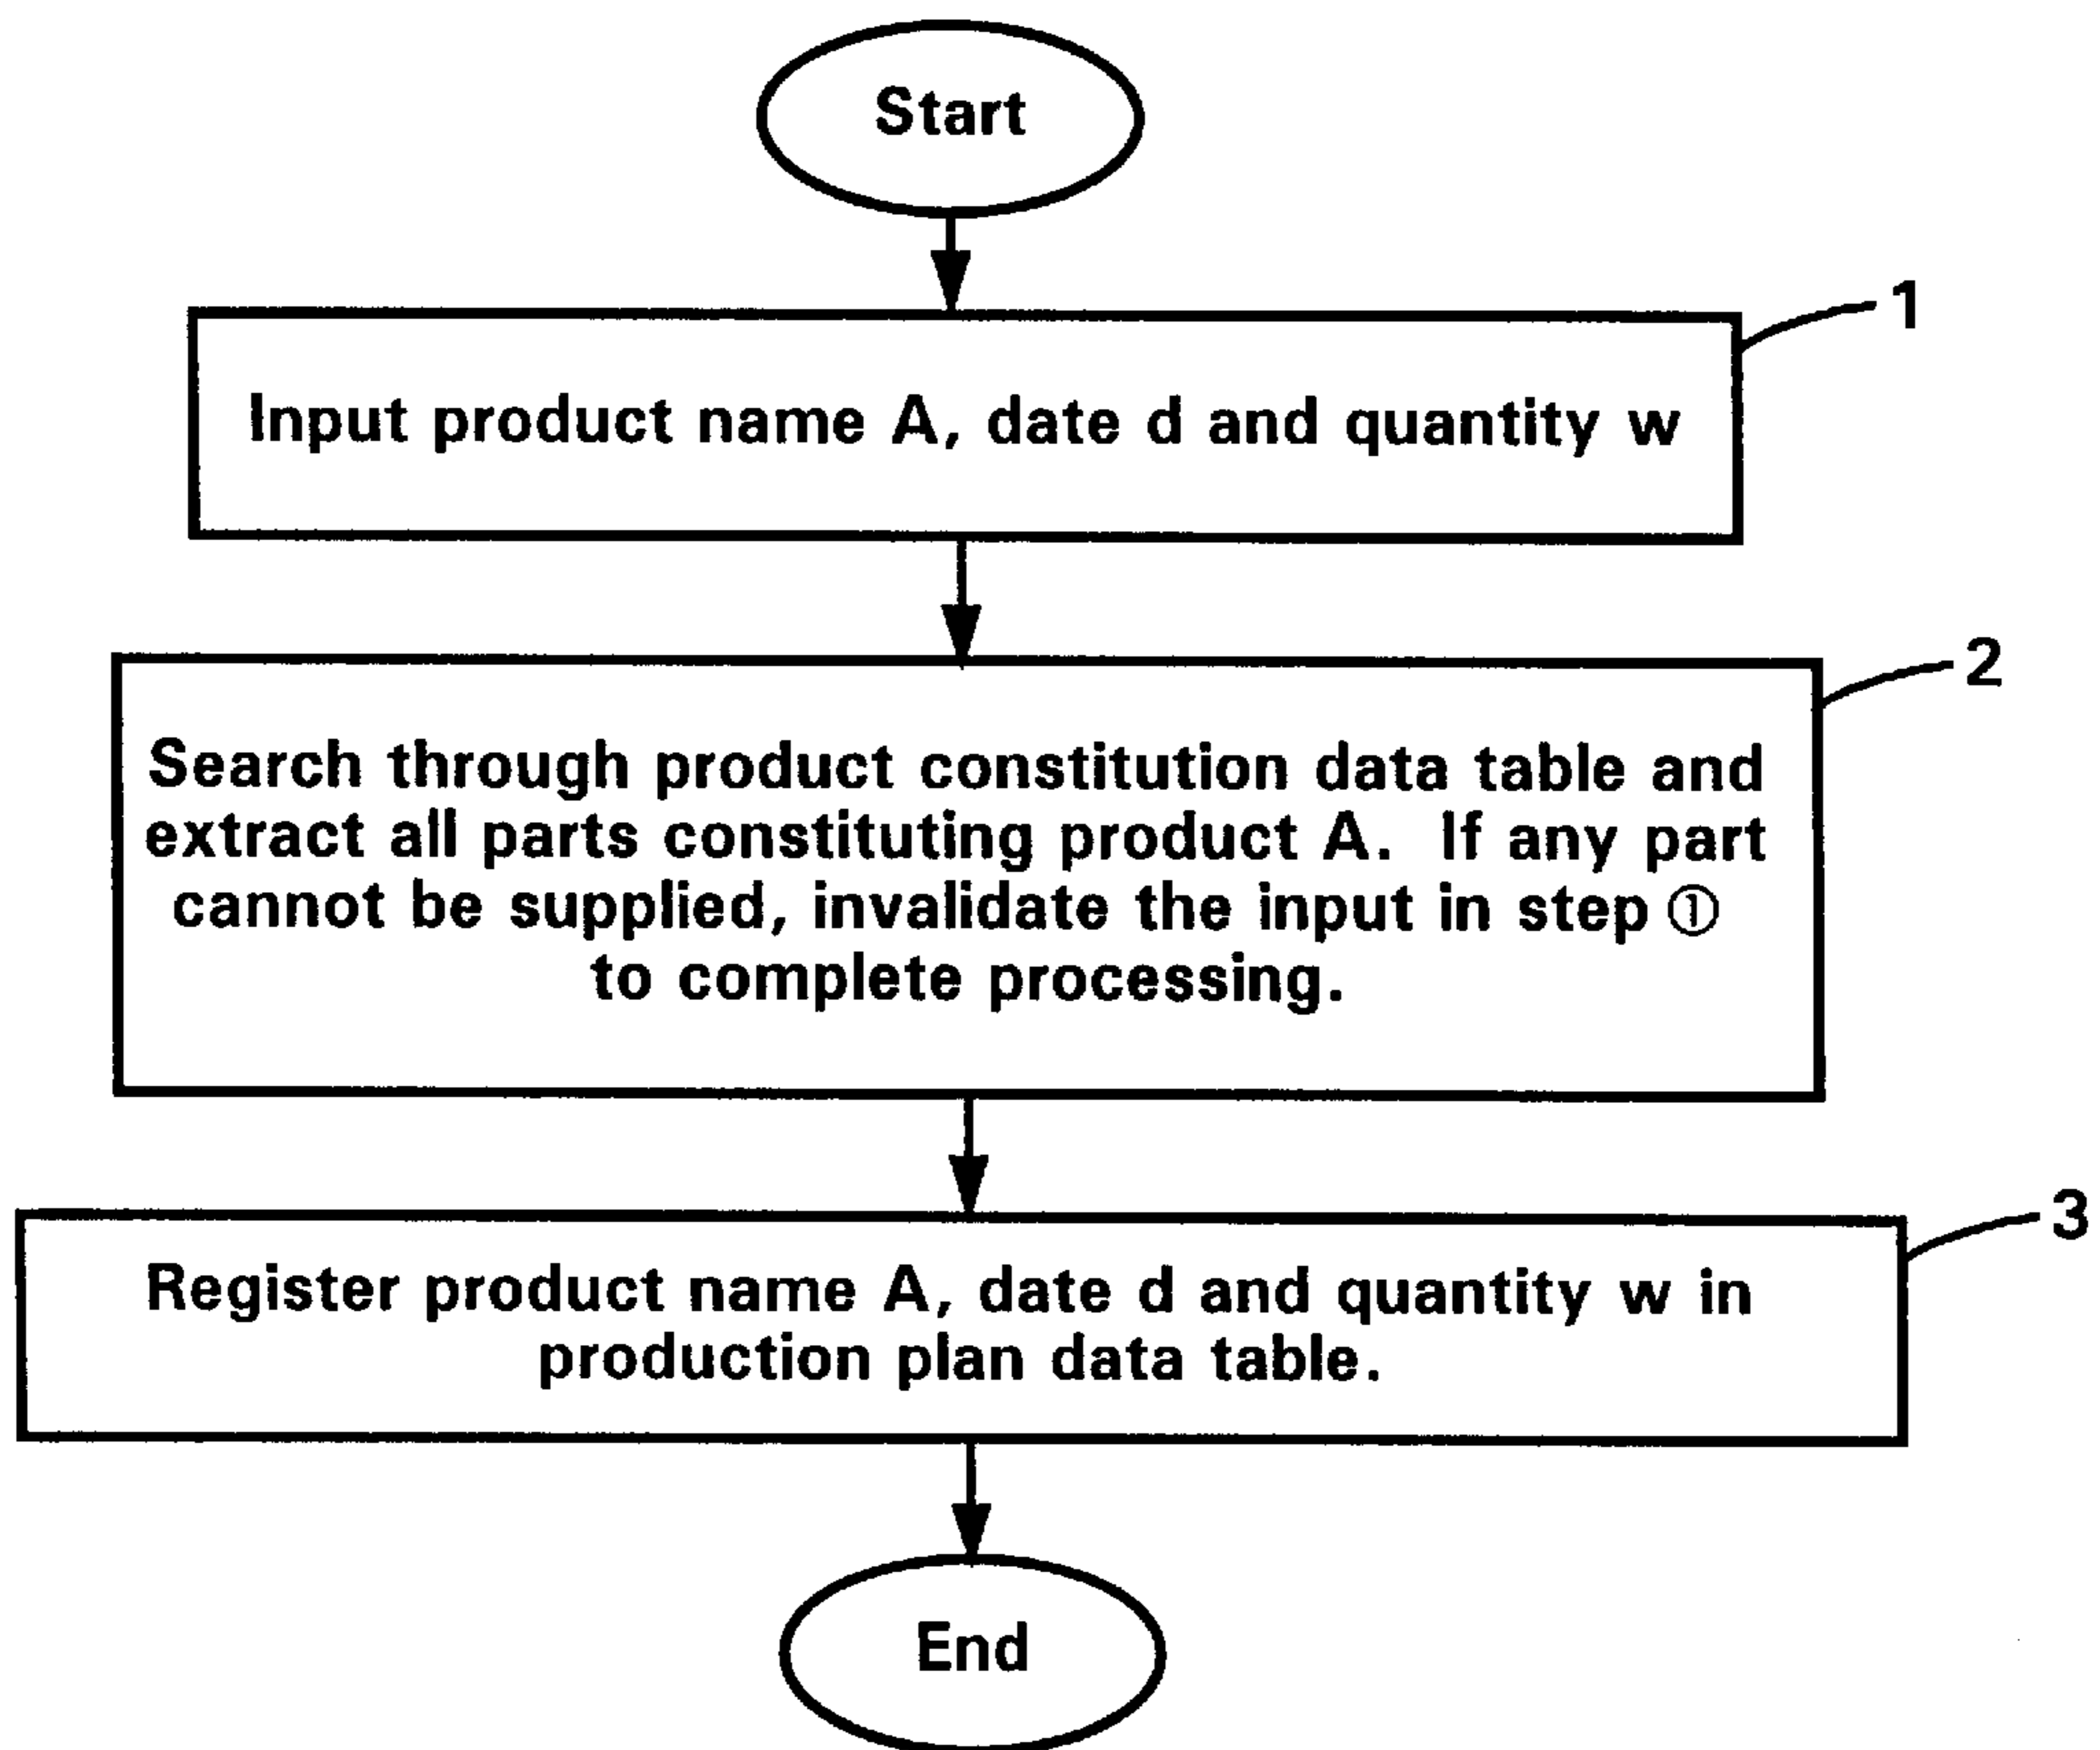 Start
1
Input product name A, date d and quantity w
2
Search through product constitution data table and
extract all parts constituting product A. If any part
cannot be supplied, invalidate the input in step ①
to complete processing.
3
Register product name A, date d and quantity w in
production plan data table.
End